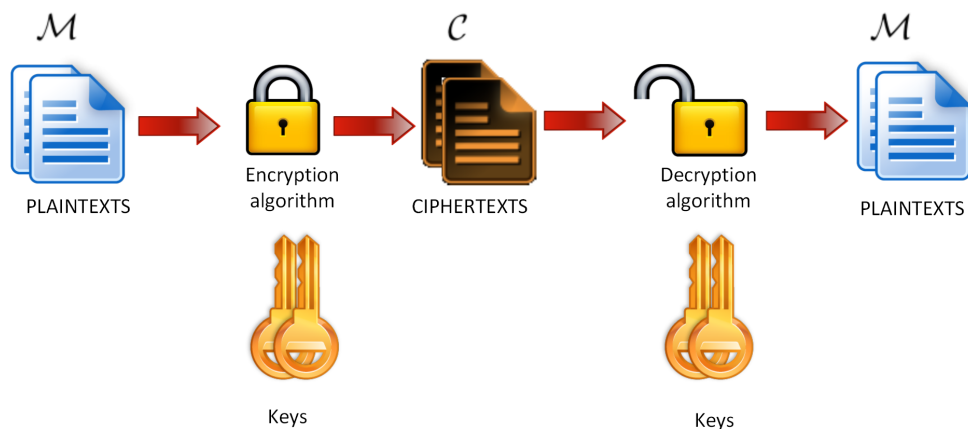 ℳ
𝒞
ℳ
PLAINTEXTS
Encryption
algorithm
CIPHERTEXTS
Decryption
algorithm
PLAINTEXTS
Keys
Keys